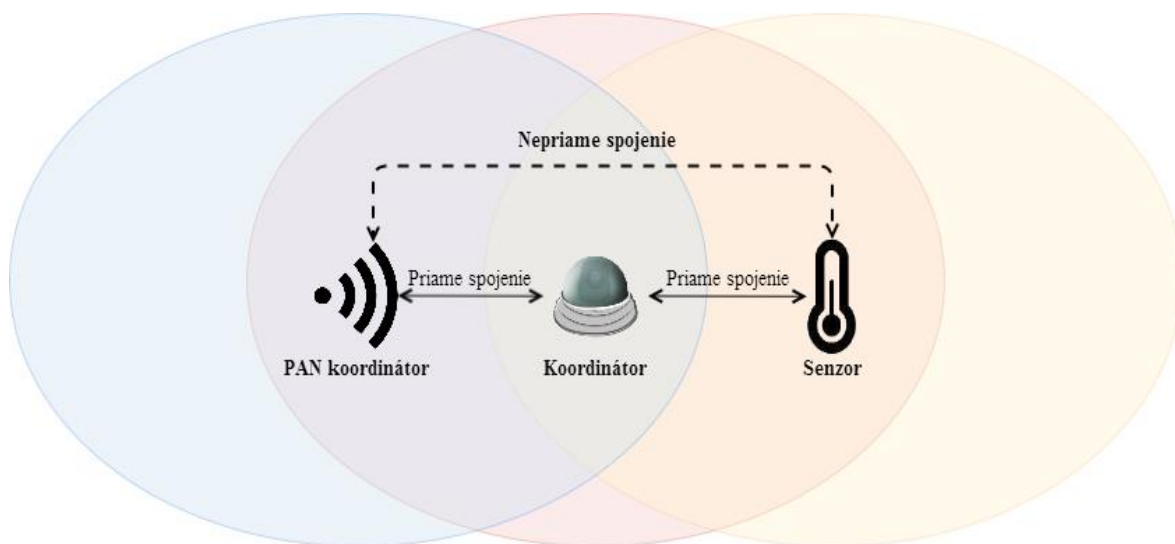 Nepriame spojenie
Priame spojenie
Priame spojenie
PAN koordinátor
Koordinátor
Senzor